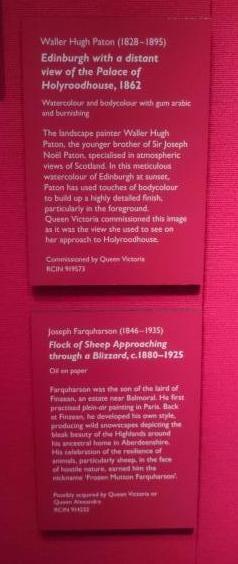 Waller Hugh Paton (1828–1895)
Edinburgh with a distant
view of the Palace of
Holyroodhouse, 1862
Watercolour and bodycolour with gum arabic
and burnishing
The landscape painter Waller Hugh
Paton, the younger brother of Sir Joseph
Noël Paton, specialised in atmospheric
views of Scotland. In this meticulous
watercolour of Edinburgh at sunset,
Paton has used touches of bodycolour
to build up a highly detailed finish,
particularly in the foreground.
Queen Victoria commissioned this image
as it was the view she used to see on
her approach to Holyroodhouse.
Commissioned by Queen Victoria
RCIN 919573
Joseph Farquharson (1846–1935)
Flock of Sheep Approaching
through a Blizzard, c.1880–1925
Oil on paper
Farquharson was the son of the laird of
Finzean, an estate near Balmoral. He first
practised plein-air painting in Paris. Back
at Finzean, he developed his own style,
producing wild snowscapes depicting the
bleak beauty of the Highlands around
his ancestral home in Aberdeenshire.
His celebration of the resilience of
animals, particularly sheep, in the face
of hostile nature, earned him the
nickname 'Frozen Mutton Farquharson'.
Possibly acquired by Queen Victoria or
Queen Alexandra
RCIN 914232